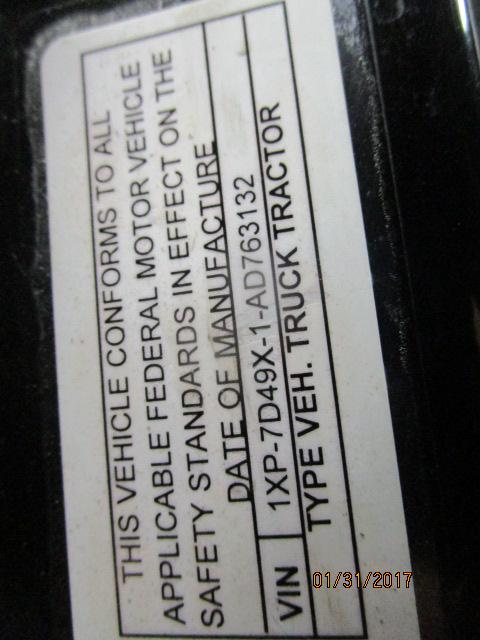 THIS VEHICLE CONFORMS TO ALL
APPLICABLE FEDERAL MOTOR VEHICLE
SAFETY STANDARDS IN EFFECT ON THE
DATE OF MANUFACTURE
VIN 1XP-7D49X-1-AD763132
TYPE VEH. TRUCK TRACTOR
01/31/2017